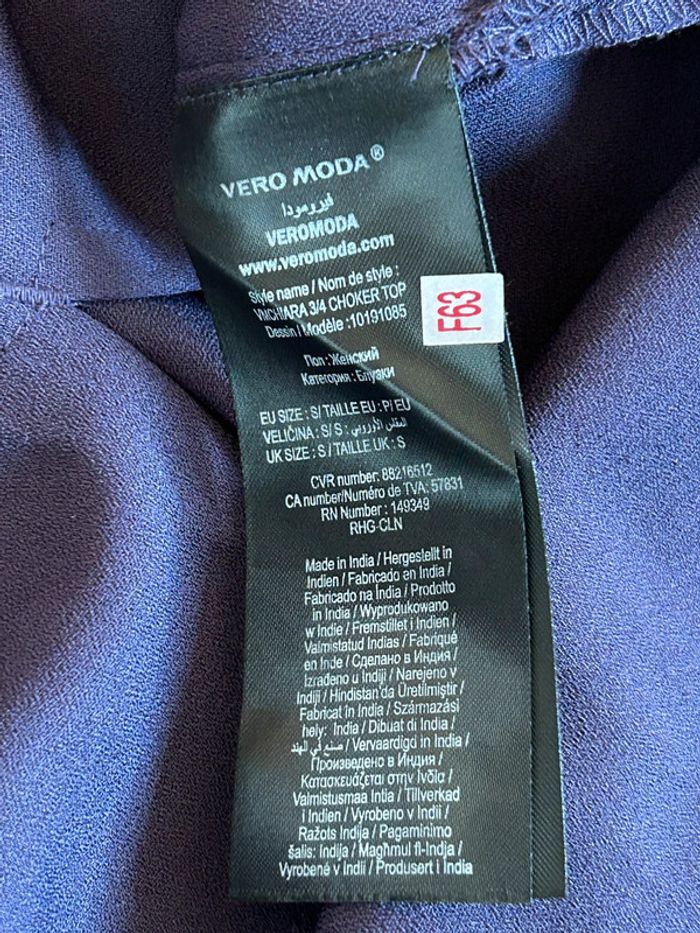 VERO MODA®
فيرومودا
VEROMODA
www.veromoda.com
Style name / Nom de style :
VMCHIARA 3/4 CHOKER TOP
Dessin / Modèle :10191085
F63
Пол: Женский
Категория: Блузки
EU SIZE : S/ TAILLE EU : P/ EU
VELIČINA : S/ S : المقاس الأوروبي
UK SIZE : S / TAILLE UK : S
CVR number: 88216512
CA number/Numéro de TVA: 57831
RN Number : 149349
RHG-CLN
Made in India / Hergestellt in
Indien / Fabricado en India /
Fabricado na Índia / Prodotto
in India / Wyprodukowano
w Indie / Fremstillet i Indien /
Valmistatud Indias / Fabriqué
en Inde / Сделано в Индия /
Izrađeno u Indiji / Narejeno v
Indiji / Hindistan'da Üretilmiştir /
Fabricat în India / Származási
hely: India / Dibuat di India /
صنع في الهند / Vervaardigd in India /
Произведено в Индия /
Κατασκευάζεται στην Ινδία /
Valmistusmaa Intia / Tillverkad
i Indien / Vyrobeno v Indii /
Ražots Indija / Pagaminimo
šalis: Indija / Magħmul fl-Indja /
Vyrobené v Indii / Produsert i India